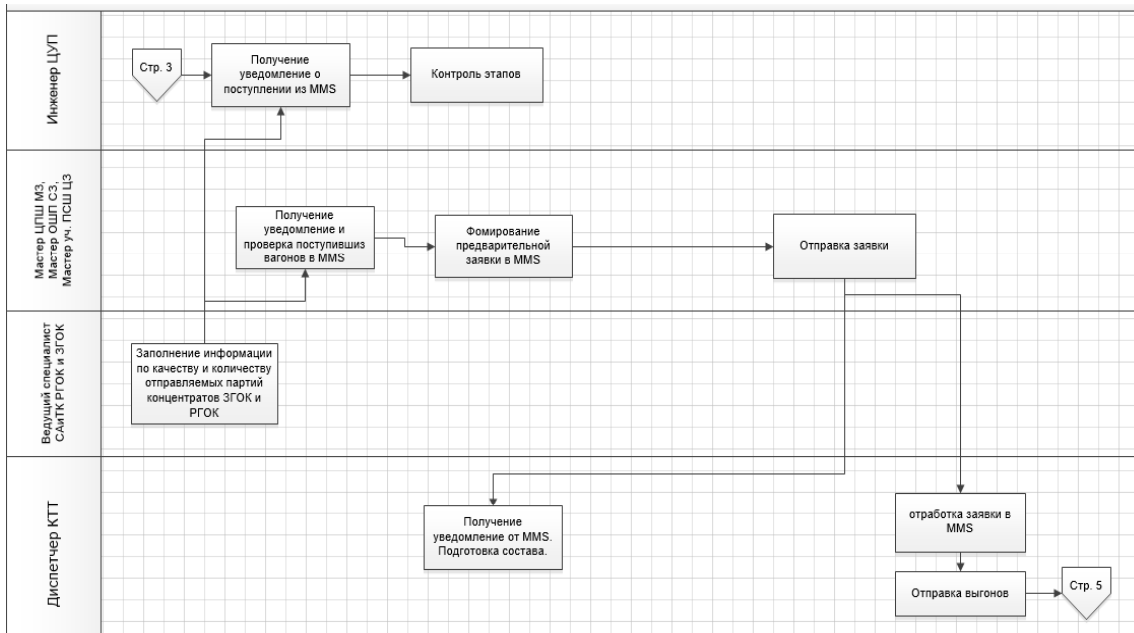 Инженер ЦУП
Стр. 3
Получение
уведомление о
поступлении из MMS
Контроль этапов
Мастер ЦПШ МЗ,
Мастер ОШП СЗ,
Мастер уч. ПСШ ЦЗ
Получение
уведомление и
проверка поступившиз
вагонов в MMS
Фомирование
предварительной
заявки в MMS
Отправка заявки
Ведущий специалист
САиТК РГОК и ЗГОК
Заполнение информации
по качеству и количеству
отправляемых партий
концентратов ЗГОК и
РГОК
Диспетчер КТТ
Получение
уведомление от MMS.
Подготовка состава.
отработка заявки в
MMS
Отправка выгонов
Стр. 5